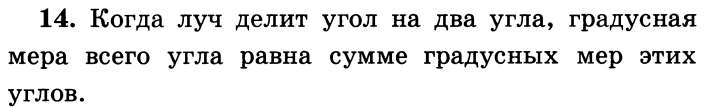 14. Когда луч делит угол на два угла, градусная
мера всего угла равна сумме градусных мер этих
углов.